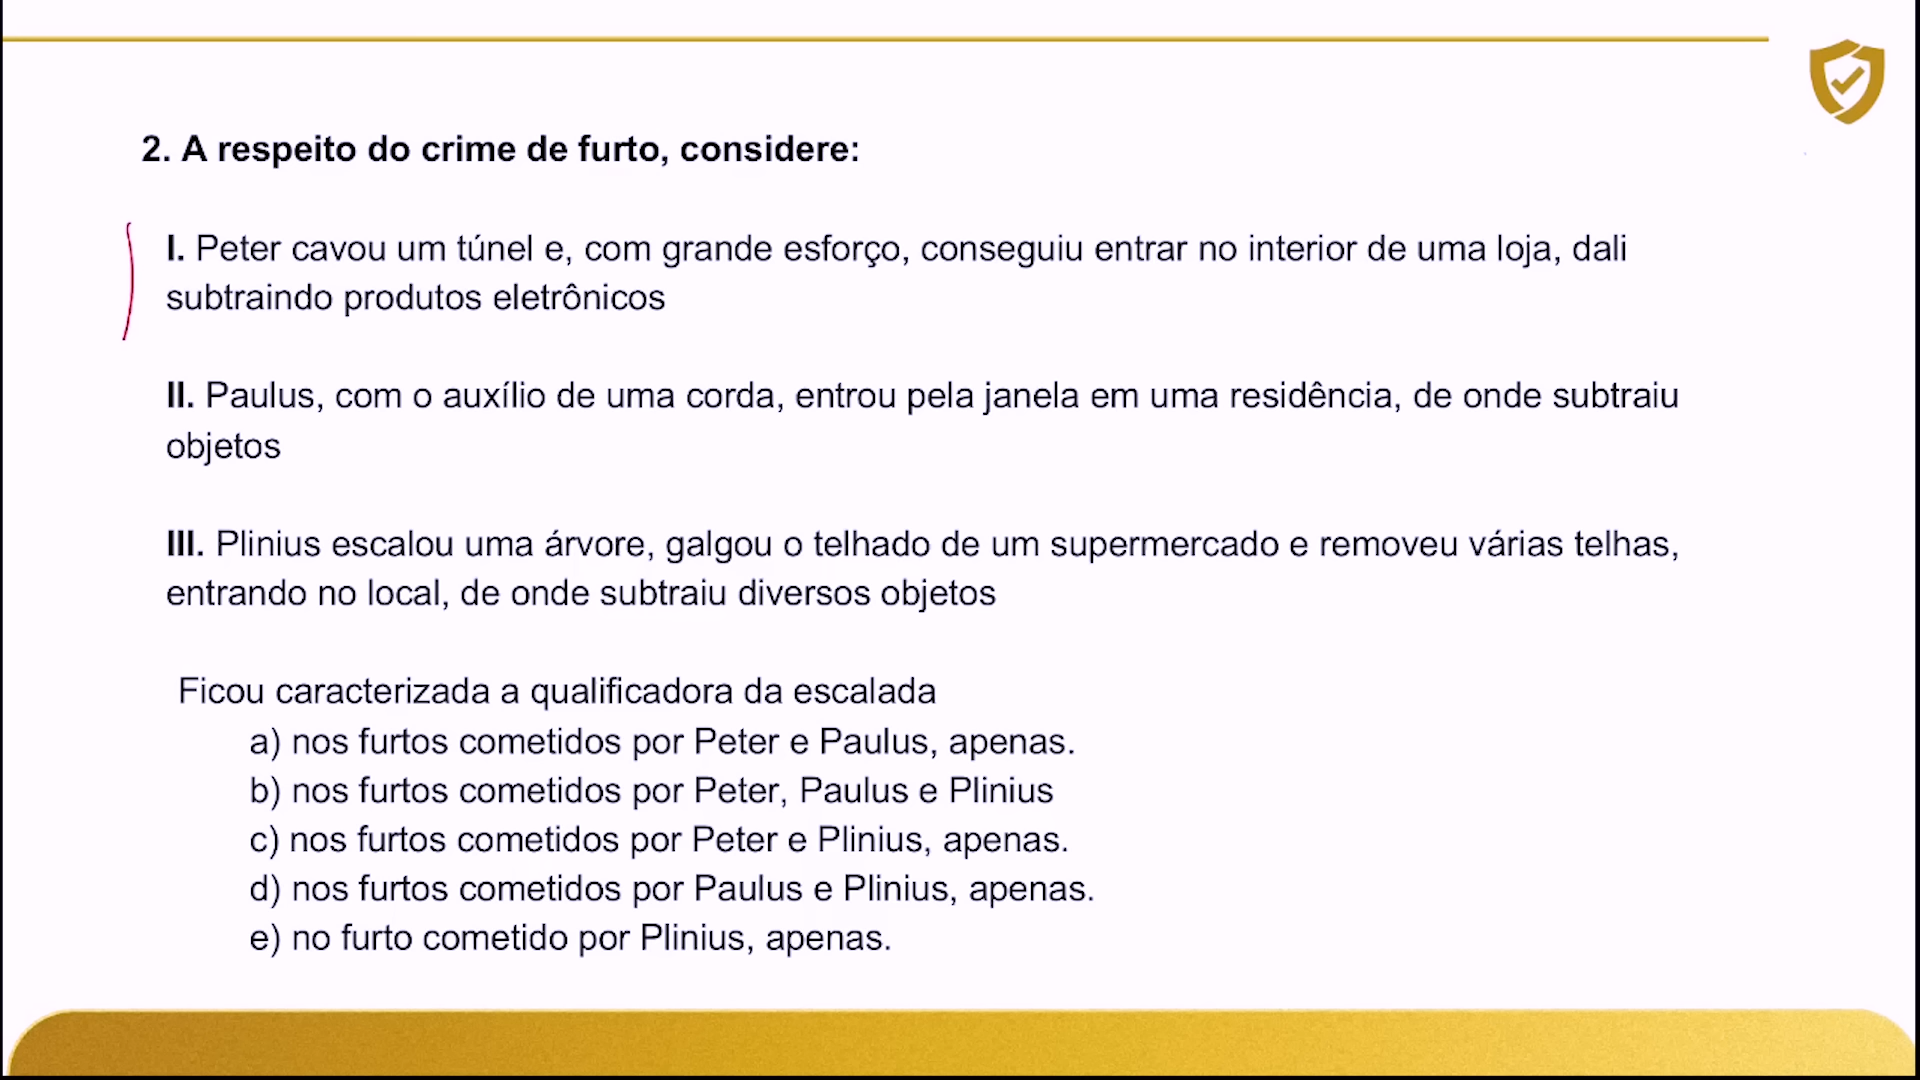 2. A respeito do crime de furto, considere:
I. Peter cavou um túnel e, com grande esforço, conseguiu entrar no interior de uma loja, dali
subtraindo produtos eletrônicos
II. Paulus, com o auxílio de uma corda, entrou pela janela em uma residência, de onde subtraiu
objetos
III. Plinius escalou uma árvore, galgou o telhado de um supermercado e removeu várias telhas,
entrando no local, de onde subtraiu diversos objetos
Ficou caracterizada a qualificadora da escalada
a) nos furtos cometidos por Peter e Paulus, apenas.
b) nos furtos cometidos por Peter, Paulus e Plinius
c) nos furtos cometidos por Peter e Plinius, apenas.
d) nos furtos cometidos por Paulus e Plinius, apenas.
e) no furto cometido por Plinius, apenas.